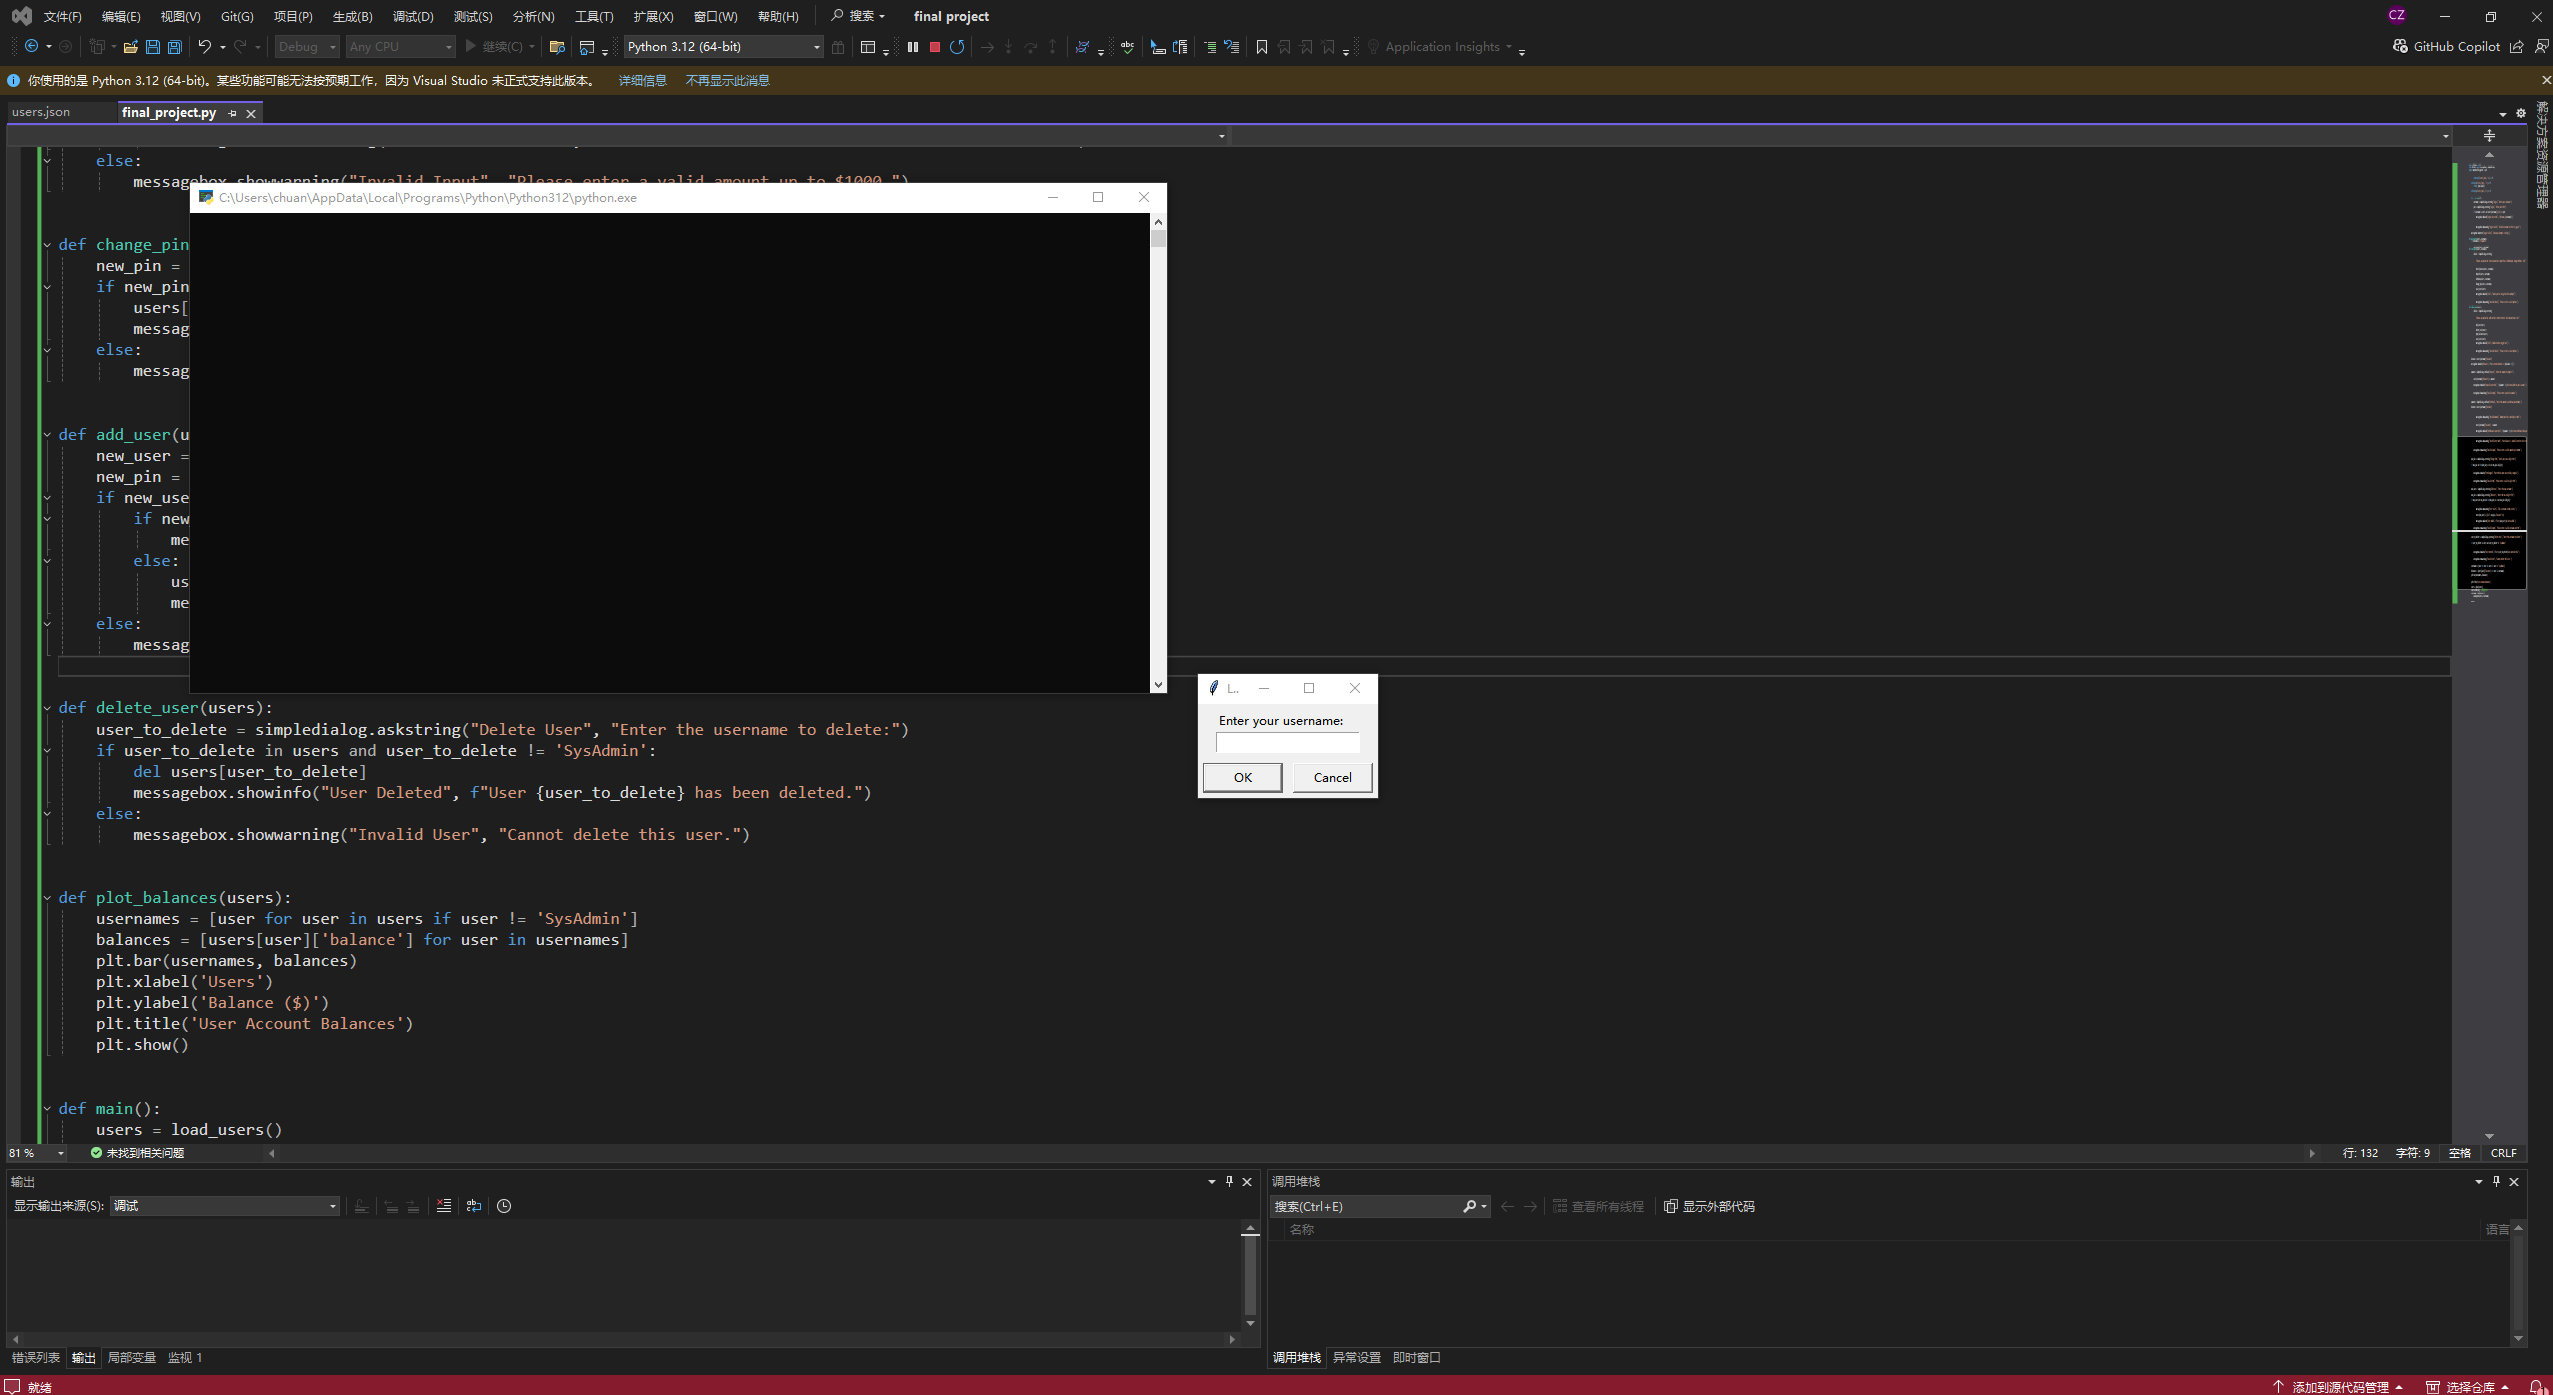 文件(F) 编辑(E) 视图(V) Git(G) 项目(P) 生成(B) 调试(D) 测试(S) 分析(N) 工具(T) 扩展(X) 窗口(W) 帮助(H) 搜索 final project CZ
Debug Any CPU 继续(C) Python 3.12 (64-bit) Application Insights GitHub Copilot
你使用的是 Python 3.12 (64-bit)。某些功能可能无法按预期工作，因为 Visual Studio 未正式支持此版本。 详细信息 不再显示此消息
users.json final_project.py
解决方案资源管理器
else:
messagebox.showwarning("Invalid Input", "Please enter a valid amount up to $1000.")
C:\Users\chuan\AppData\Local\Programs\Python\Python312\python.exe
def change_pin
new_pin =
if new_pin
users[
messag
else:
messag
def add_user(u
new_user =
new_pin =
if new_use
if new
me
else:
us
me
else:
messag
L..
Enter your username:
OK Cancel
def delete_user(users):
user_to_delete = simpledialog.askstring("Delete User", "Enter the username to delete:")
if user_to_delete in users and user_to_delete != 'SysAdmin':
del users[user_to_delete]
messagebox.showinfo("User Deleted", f"User {user_to_delete} has been deleted.")
else:
messagebox.showwarning("Invalid User", "Cannot delete this user.")
def plot_balances(users):
usernames = [user for user in users if user != 'SysAdmin']
balances = [users[user]['balance'] for user in usernames]
plt.bar(usernames, balances)
plt.xlabel('Users')
plt.ylabel('Balance ($)')
plt.title('User Account Balances')
plt.show()
def main():
users = load_users()
81 % 未找到相关问题 行: 132 字符: 9 空格 CRLF
输出
显示输出来源(S): 调试
调用堆栈
搜索(Ctrl+E) 查看所有线程 显示外部代码
名称 语言
错误列表 输出 局部变量 监视 1
调用堆栈 异常设置 即时窗口
就绪 添加到源代码管理 选择仓库